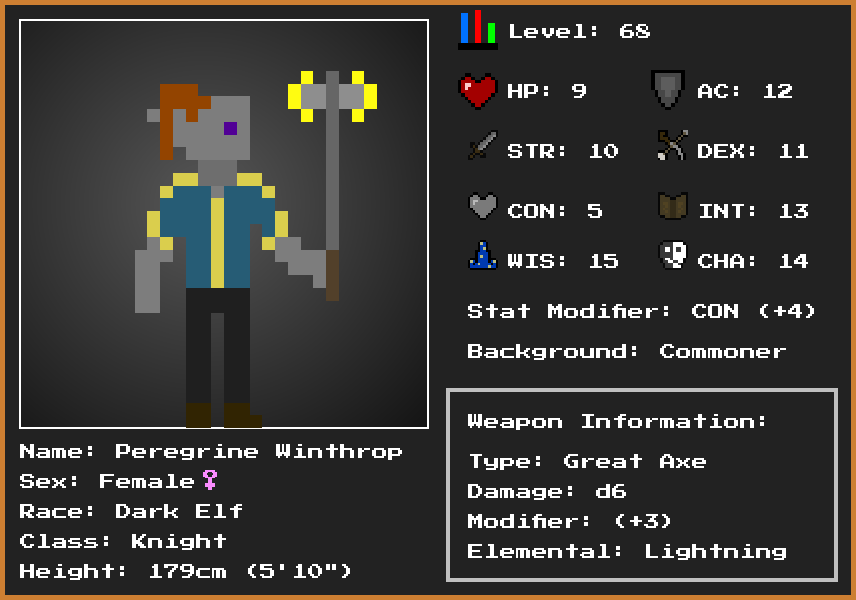 Level: 68
HP: 9 AC: 12
STR: 10 DEX: 11
CON: 5 INT: 13
WIS: 15 CHA: 14
Stat Modifier: CON (+4)
Background: Commoner
Weapon Information:
Type: Great Axe
Damage: d6
Modifier: (+3)
Elemental: Lightning
Name: Peregrine Winthrop
Sex: Female♀
Race: Dark Elf
Class: Knight
Height: 179cm (5'10")